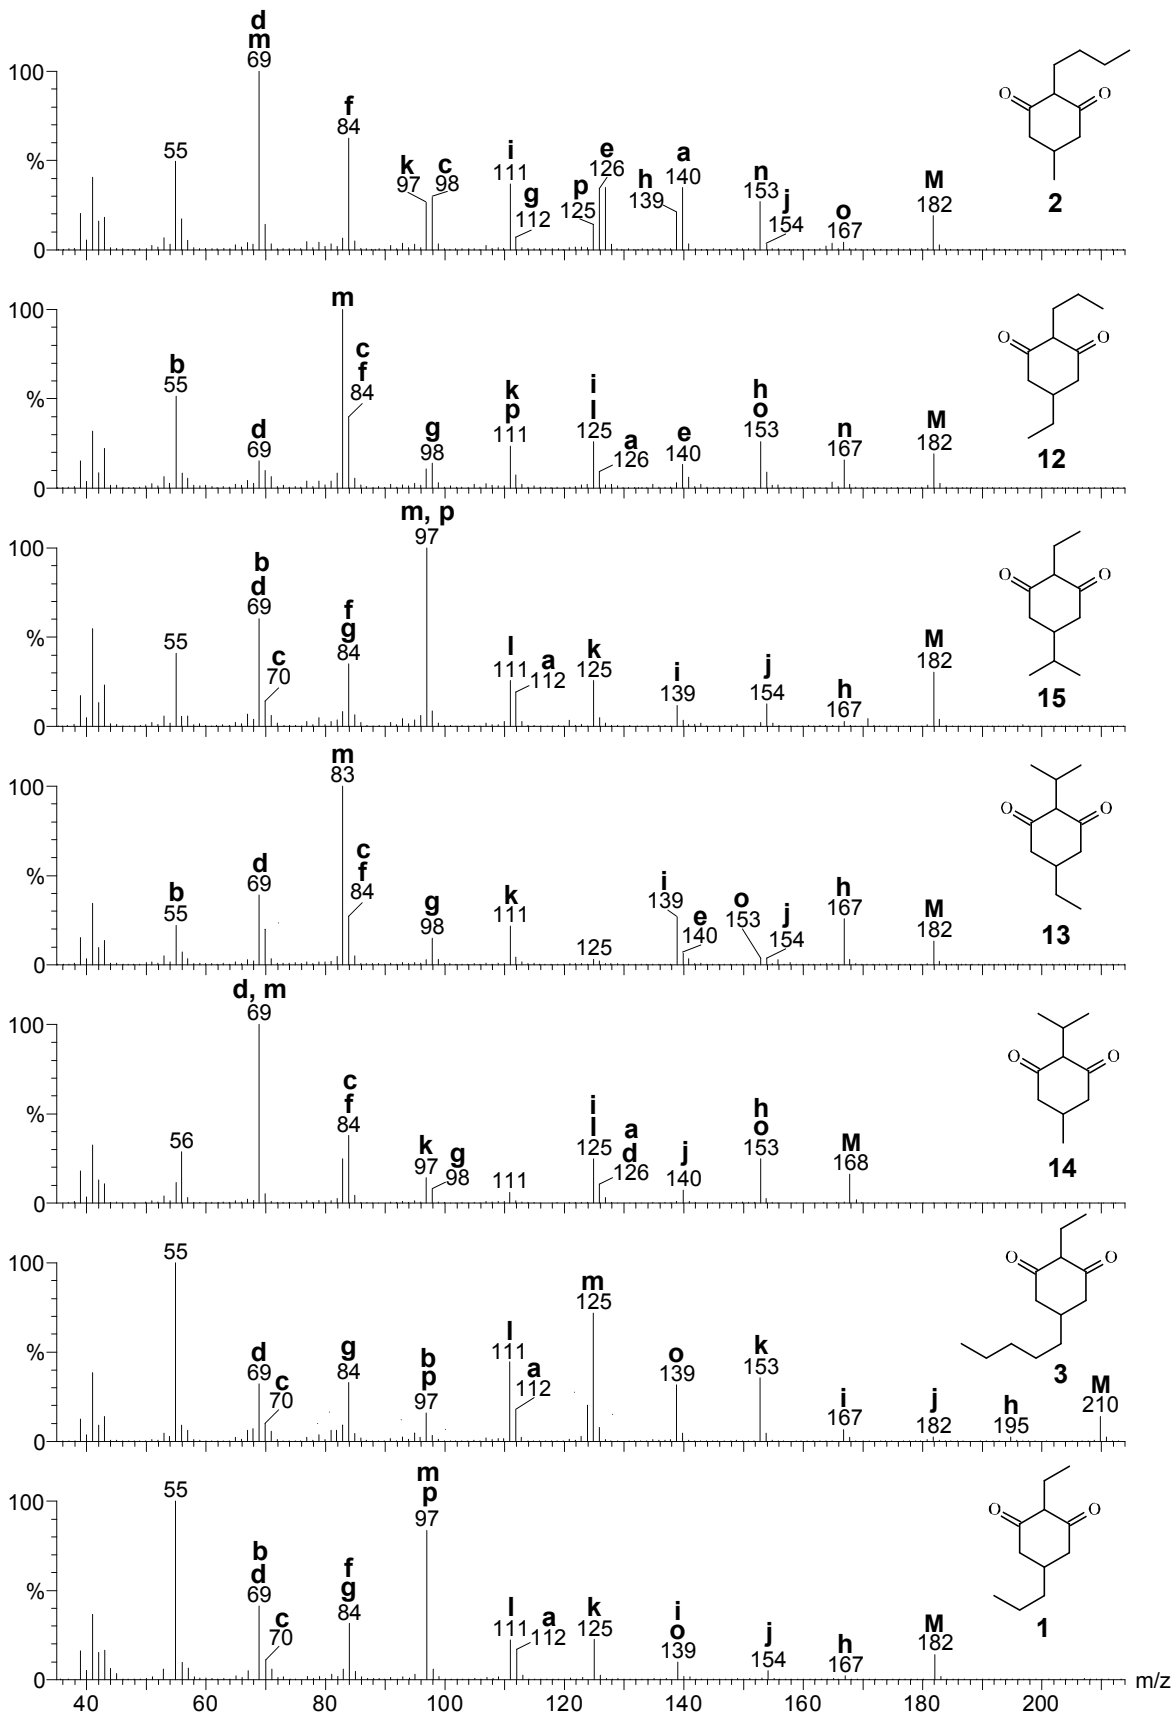 d
m
69
100
%
0
55
f
84
k
97
c
98
i
111
g
112
p
125
e
126
h
139
a
140
n
153
j
154
o
167
M
182
O
O
2
100
%
0
b
55
d
69
m
c
f
84
g
98
k
p
111
i
l
125
a
126
e
140
h
o
153
n
167
M
182
O
O
12
100
%
0
55
b
d
69
c
70
f
g
84
m, p
97
l
111
a
112
k
125
i
139
j
154
h
167
M
182
O
O
15
100
%
0
b
55
d
69
m
83
c
f
84
g
98
k
111
125
i
139
e
140
o
153
j
154
h
167
M
182
O
O
13
100
%
0
56
d, m
69
c
f
84
k
97
g
98
111
i
l
125
a
d
126
j
140
h
o
153
M
168
O
O
14
100
%
0
55
d
69
c
70
g
84
b
p
97
l
111
a
112
m
125
o
139
k
153
i
167
j
182
h
195
M
210
O
O
3
100
%
0
55
b
d
69
c
70
f
g
84
m
p
97
l
111
a
112
k
125
i
o
139
j
154
h
167
M
182
O
O
1
m/z
40 60 80 100 120 140 160 180 200